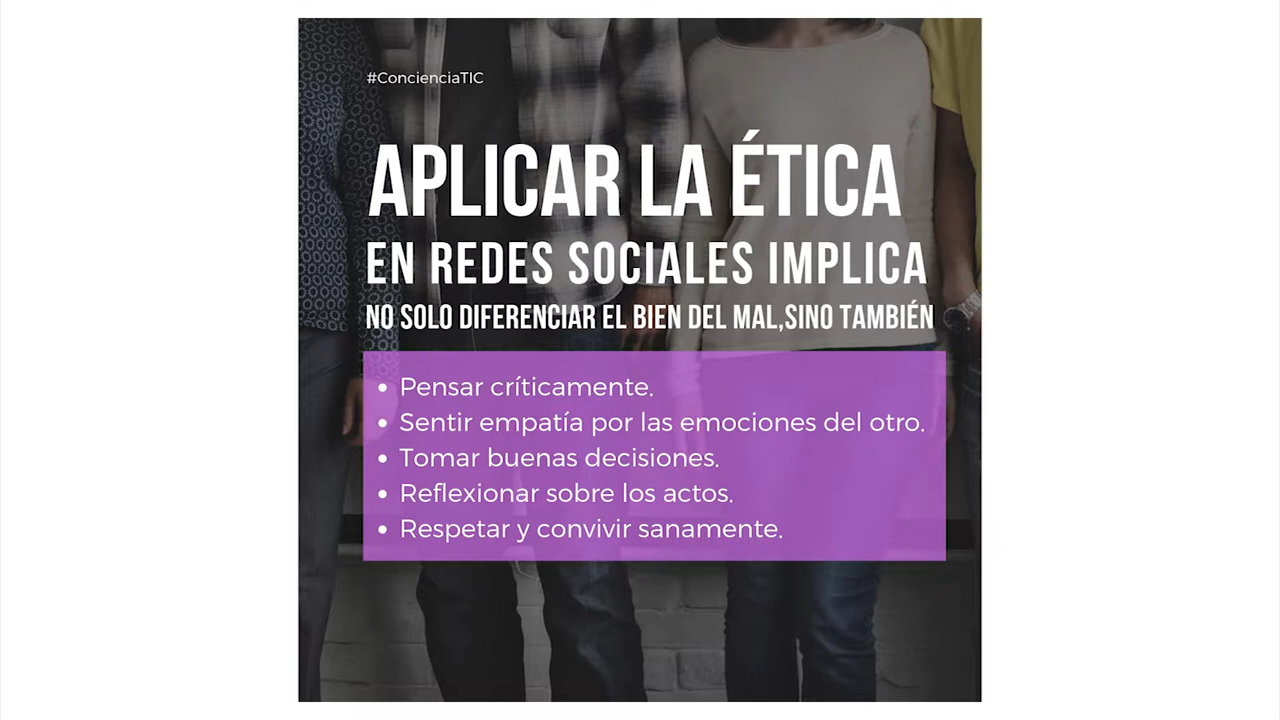 #ConcienciaTIC
APLICAR LA ÉTICA
EN REDES SOCIALES IMPLICA
NO SOLO DIFERENCIAR EL BIEN DEL MAL,SINO TAMBIÉN
• Pensar críticamente.
• Sentir empatía por las emociones del otro.
• Tomar buenas decisiones.
• Reflexionar sobre los actos.
• Respetar y convivir sanamente.